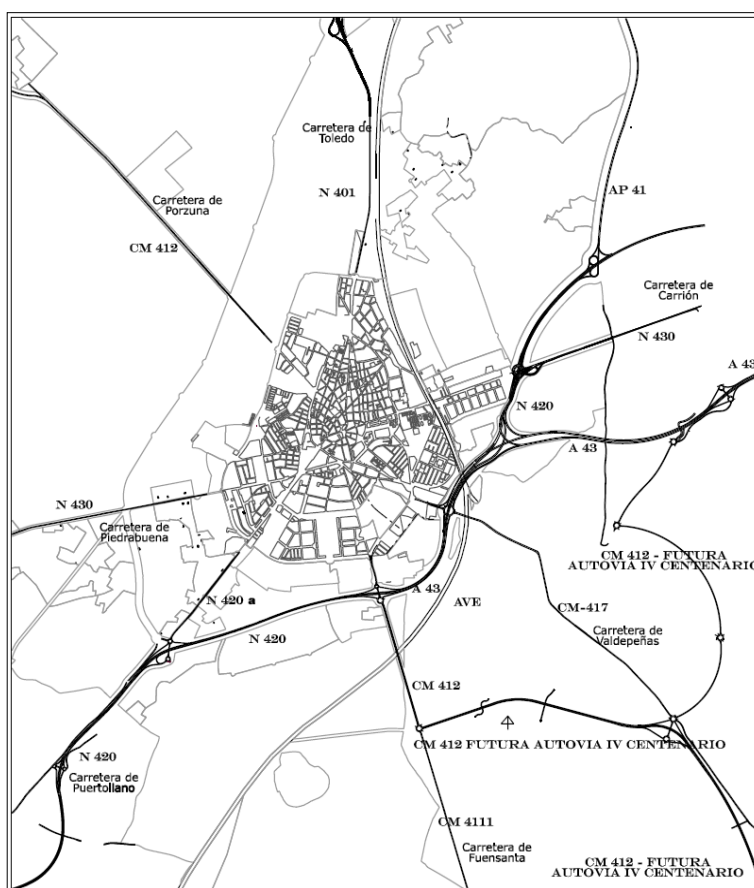 Carretera de
Toledo
N 401
AP 41
Carretera de
Porzuna
CM 412
Carretera de
Carrión
N 430
A 43
N 420
A 43
N 430
Carretera de
Piedrabuena
CM 412 - FUTURA
AUTOVIA IV CENTENARIO
N 420 a
A 43
AVE
CM-417
N 420
Carretera de
Valdepeñas
CM 412
CM 412 FUTURA AUTOVIA IV CENTENARIO
N 420
Carretera de
Puertollano
CM 4111
Carretera de
Fuensanta
CM 412 - FUTURA
AUTOVIA IV CENTENARIO